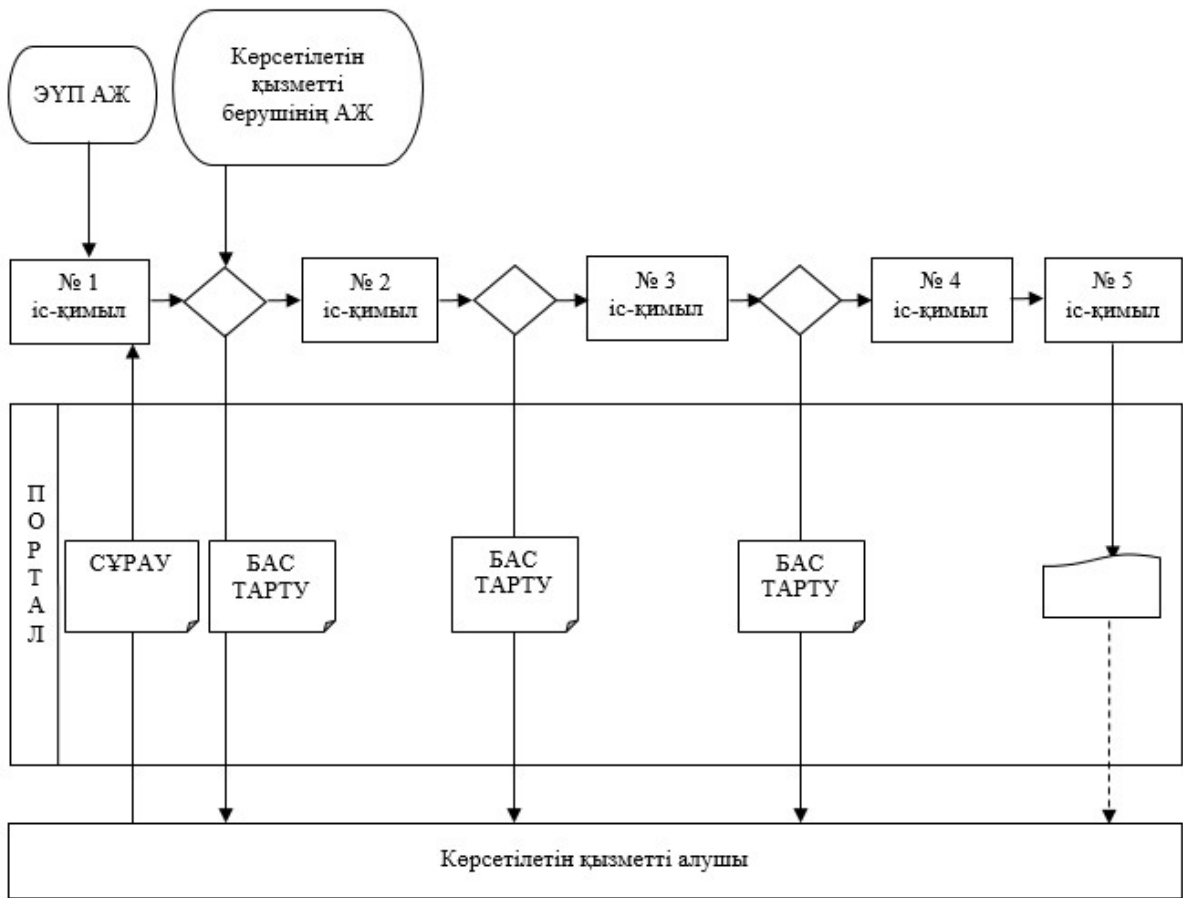 ЭҮП АЖ
Көрсетілетін
қызметті
берушінің АЖ
№ 1
іс-қимыл
№ 2
іс-қимыл
№ 3
іс-қимыл
№ 4
іс-қимыл
№ 5
іс-қимыл
ПОРТАЛ
СҰРАУ
БАС
ТАРТУ
БАС
ТАРТУ
БАС
ТАРТУ
Көрсетілетін қызметті алушы